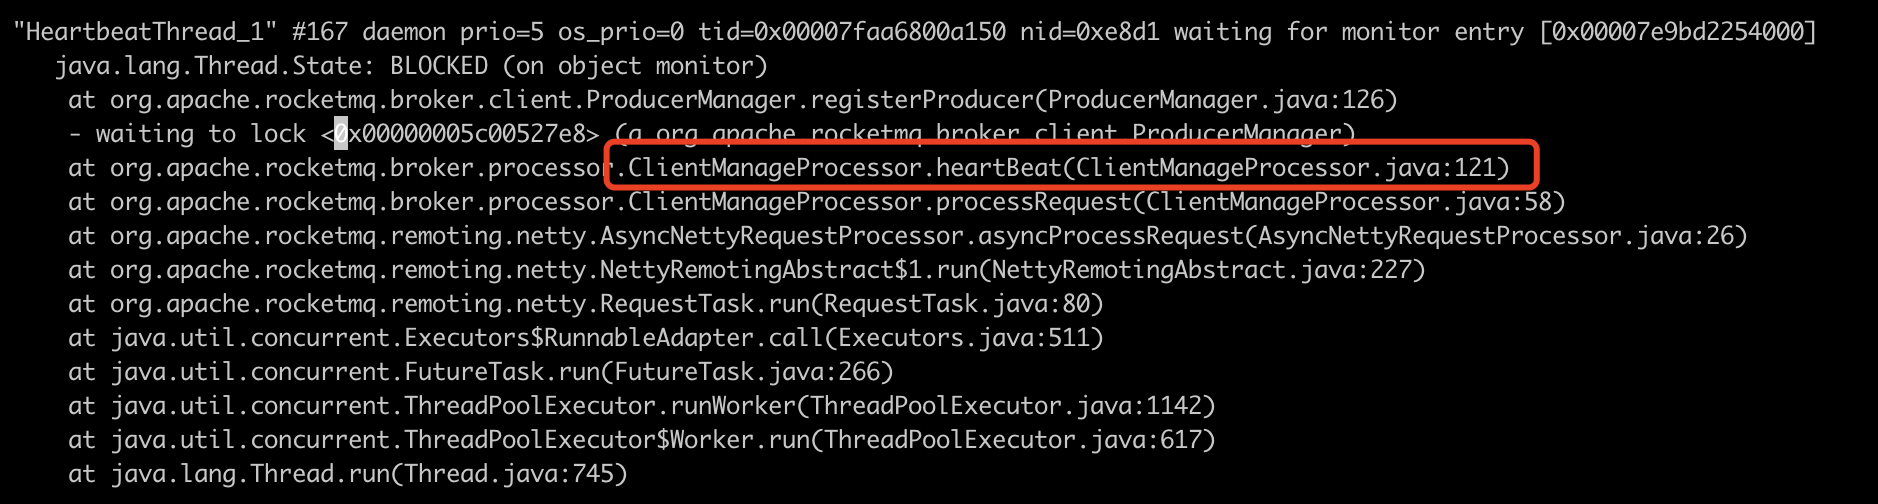 "HeartbeatThread_1" #167 daemon prio=5 os_prio=0 tid=0x00007faa6800a150 nid=0xe8d1 waiting for monitor entry [0x00007e9bd2254000]
java.lang.Thread.State: BLOCKED (on object monitor)
at org.apache.rocketmq.broker.client.ProducerManager.registerProducer(ProducerManager.java:126)
- waiting to lock <0x00000005c00527e8> (a org.apache.rocketmq.broker.client.ProducerManager)
at org.apache.rocketmq.broker.processor.ClientManageProcessor.heartBeat(ClientManageProcessor.java:121)
at org.apache.rocketmq.broker.processor.ClientManageProcessor.processRequest(ClientManageProcessor.java:58)
at org.apache.rocketmq.remoting.netty.AsyncNettyRequestProcessor.asyncProcessRequest(AsyncNettyRequestProcessor.java:26)
at org.apache.rocketmq.remoting.netty.NettyRemotingAbstract$1.run(NettyRemotingAbstract.java:227)
at org.apache.rocketmq.remoting.netty.RequestTask.run(RequestTask.java:80)
at java.util.concurrent.Executors$RunnableAdapter.call(Executors.java:511)
at java.util.concurrent.FutureTask.run(FutureTask.java:266)
at java.util.concurrent.ThreadPoolExecutor.runWorker(ThreadPoolExecutor.java:1142)
at java.util.concurrent.ThreadPoolExecutor$Worker.run(ThreadPoolExecutor.java:617)
at java.lang.Thread.run(Thread.java:745)